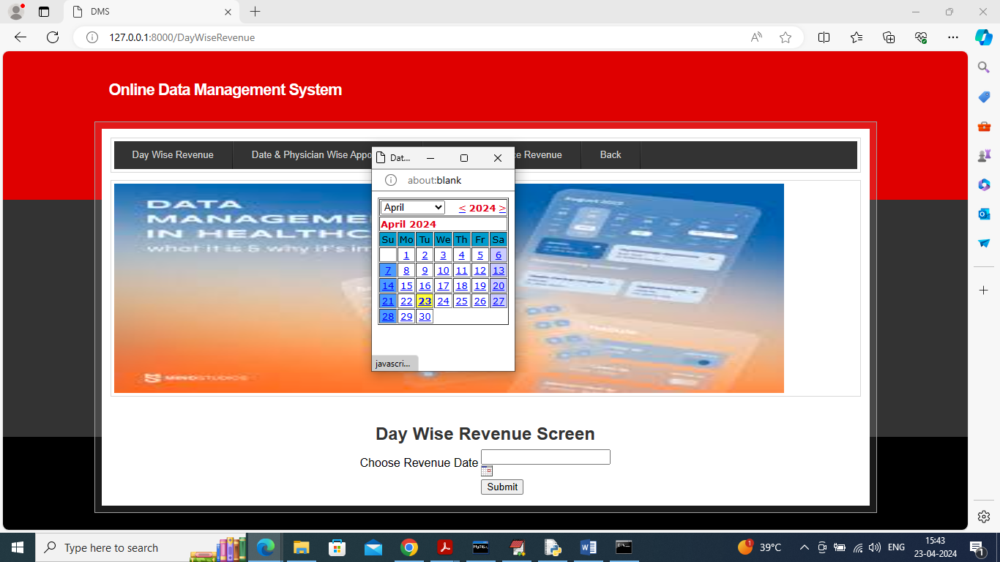 DMS
127.0.0.1:8000/DayWiseRevenue
Online Data Management System
Day Wise Revenue
Date & Physician Wise Appo
e Revenue
Back
Dat...
about:blank
April
< 2024 >
April 2024
Su Mo Tu We Th Fr Sa
1 2 3 4 5 6
7 8 9 10 11 12 13
14 15 16 17 18 19 20
21 22 23 24 25 26 27
28 29 30
javascri...
DATA
MANAGEME
IN HEALTHC
what it is & why it's im
MINDSTUDIOS
Day Wise Revenue Screen
Choose Revenue Date
Submit
Type here to search
39°C
ENG
15:43
23-04-2024